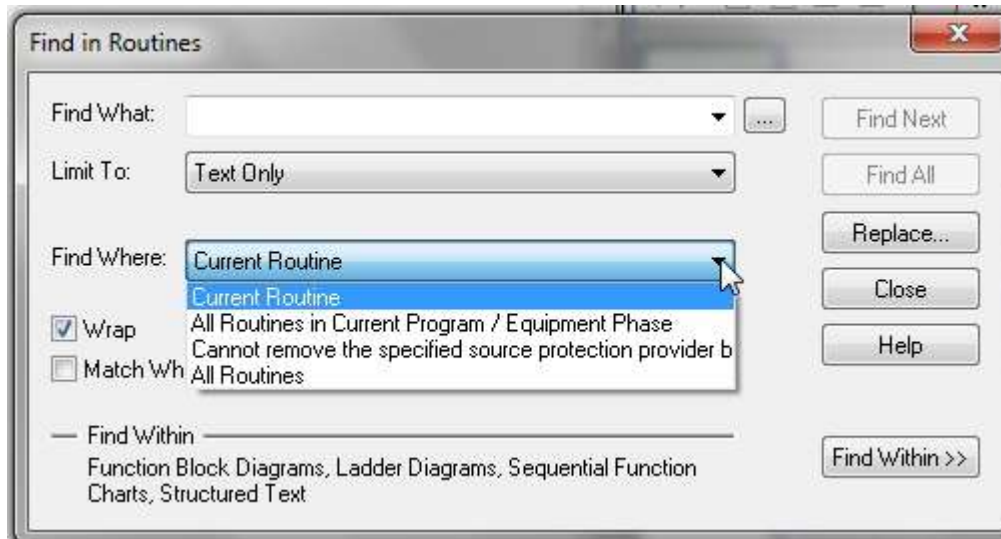 Find in Routines
Find What:
...
Find Next
Limit To:
Text Only
Find All
Replace...
Find Where:
Current Routine
Close
Current Routine
All Routines in Current Program / Equipment Phase
Cannot remove the specified source protection provider b
All Routines
Wrap
Match Wh
Help
Find Within
Function Block Diagrams, Ladder Diagrams, Sequential Function
Charts, Structured Text
Find Within >>